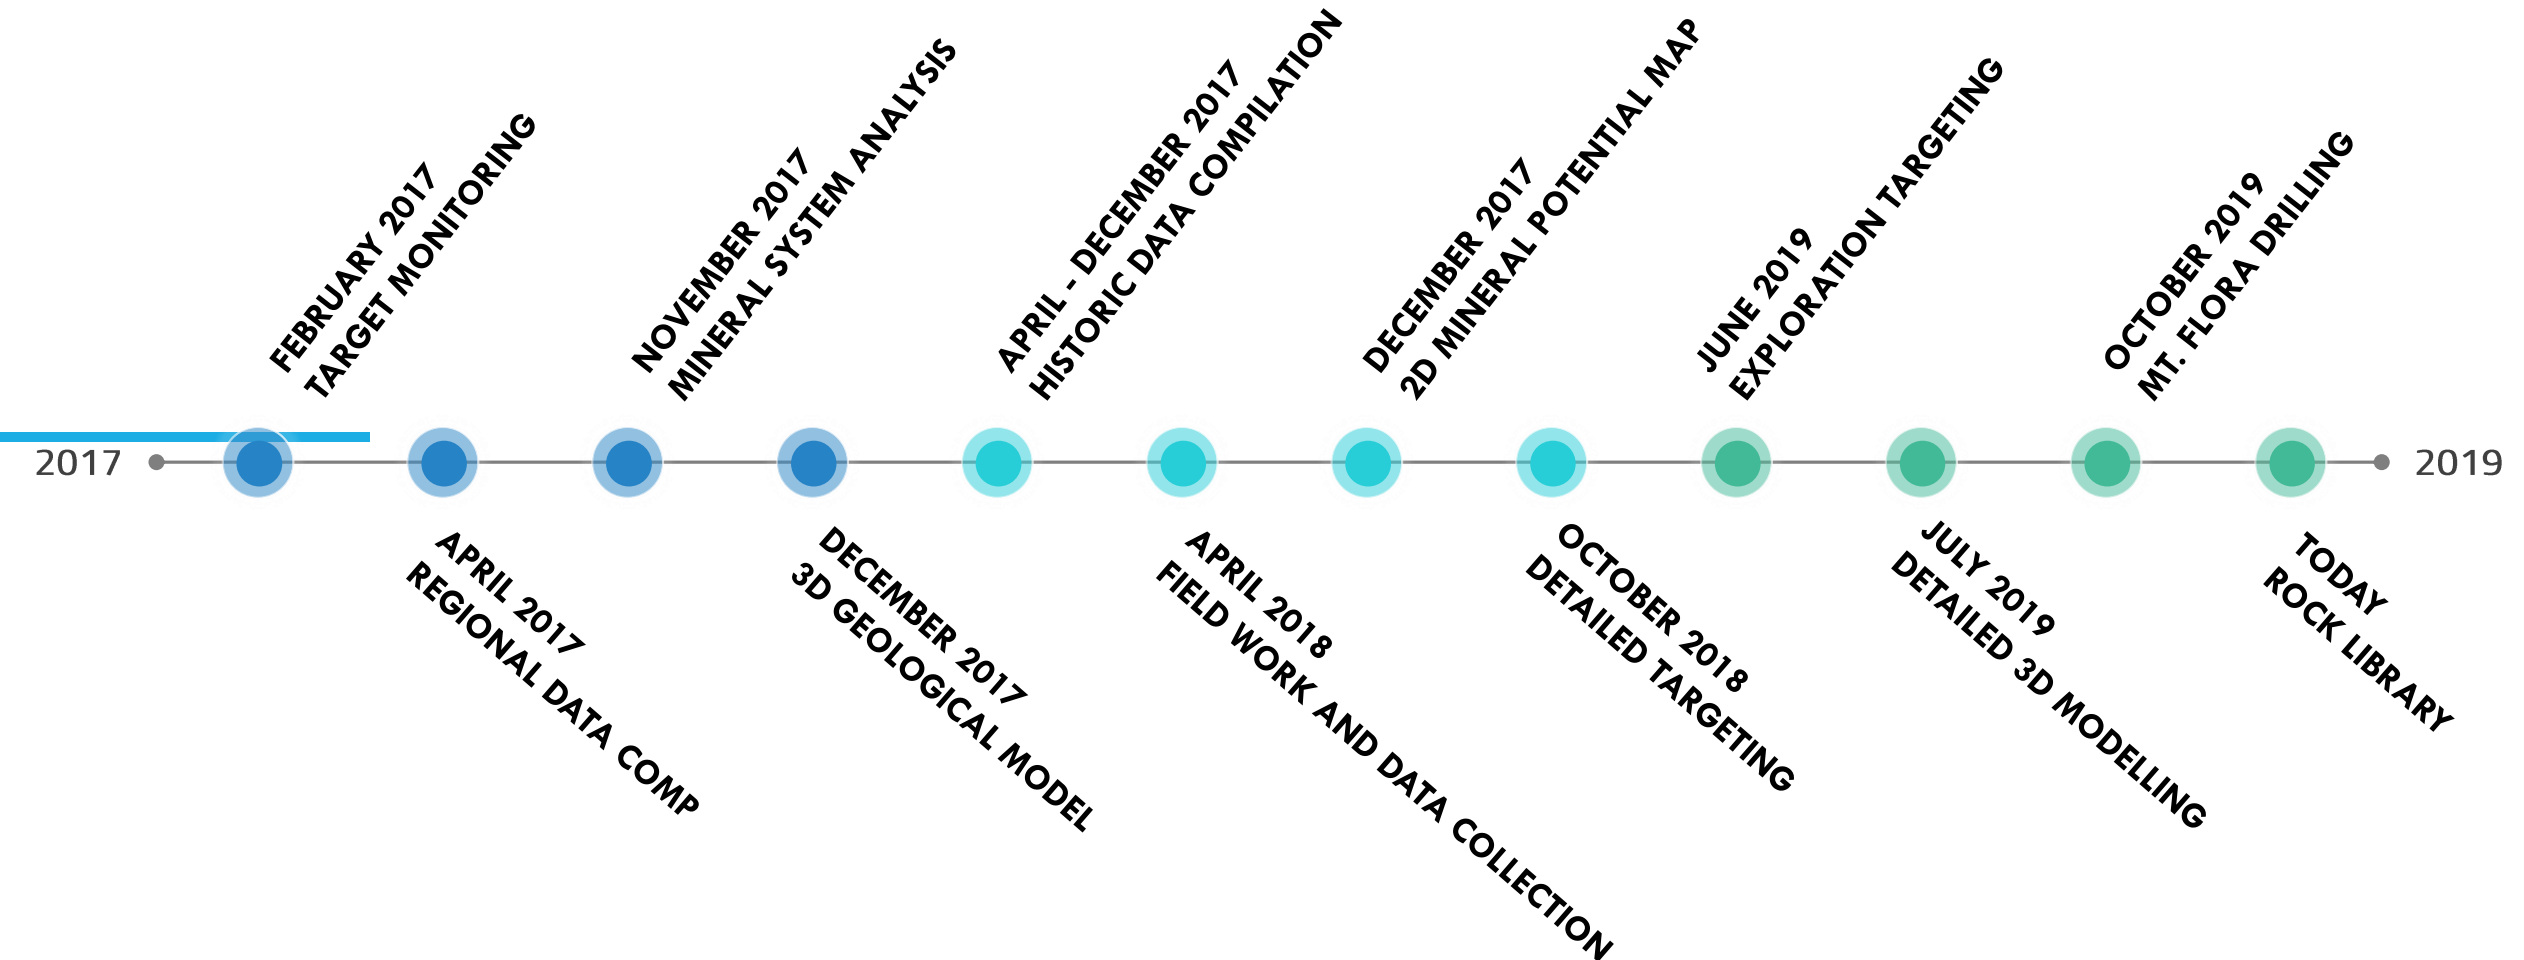 2017
FEBRUARY 2017
TARGET MONITORING
APRIL 2017
REGIONAL DATA COMP
NOVEMBER 2017
MINERAL SYSTEM ANALYSIS
DECEMBER 2017
3D GEOLOGICAL MODEL
APRIL - DECEMBER 2017
HISTORIC DATA COMPILATION
APRIL 2018
FIELD WORK AND DATA COLLECTION
DECEMBER 2017
2D MINERAL POTENTIAL MAP
OCTOBER 2018
DETAILED TARGETING
JUNE 2019
EXPLORATION TARGETING
JULY 2019
DETAILED 3D MODELLING
OCTOBER 2019
MT. FLORA DRILLING
TODAY
ROCK LIBRARY
2019